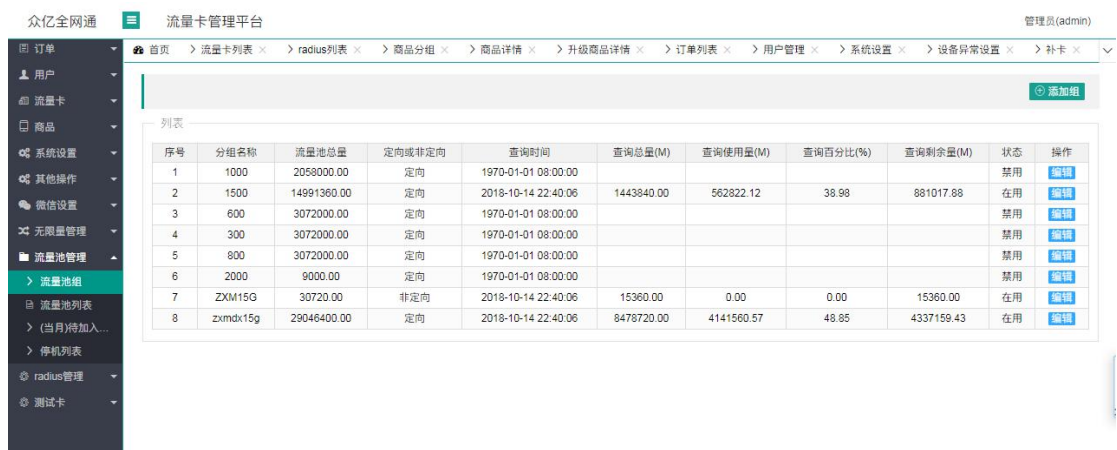 众亿全网通 流量卡管理平台 管理员(admin)
首页 流量卡列表 × radius列表 × 商品分组 × 商品详情 × 升级商品详情 × 订单列表 × 用户管理 × 系统设置 × 设备异常设置 × 补卡 ×
订单
用户
流量卡
商品
系统设置
其他操作
微信设置
无限量管理
流量池管理
流量池组
流量池列表
(当月)待加入...
停机列表
radius管理
测试卡
添加组
列表
序号 分组名称 流量池总量 定向或非定向 查询时间 查询总量(M) 查询使用量(M) 查询百分比(%) 查询剩余量(M) 状态 操作
1 1000 2058000.00 定向 1970-01-01 08:00:00 禁用 编辑
2 1500 14991360.00 定向 2018-10-14 22:40:06 1443840.00 562822.12 38.98 881017.88 在用 编辑
3 600 3072000.00 定向 1970-01-01 08:00:00 禁用 编辑
4 300 3072000.00 定向 1970-01-01 08:00:00 禁用 编辑
5 800 3072000.00 定向 1970-01-01 08:00:00 禁用 编辑
6 2000 9000.00 定向 1970-01-01 08:00:00 禁用 编辑
7 ZXM15G 30720.00 非定向 2018-10-14 22:40:06 15360.00 0.00 0.00 15360.00 在用 编辑
8 zxmdx15g 29046400.00 定向 2018-10-14 22:40:06 8478720.00 4141560.57 48.85 4337159.43 在用 编辑